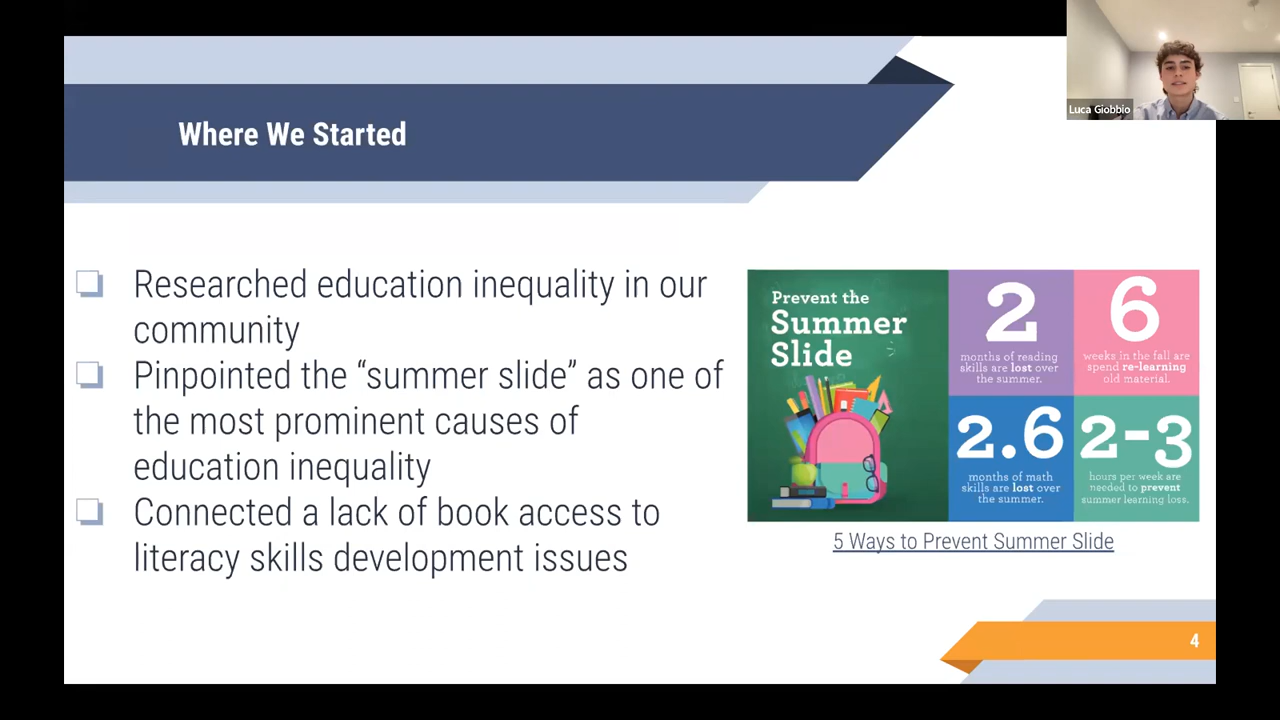 Luca Giobbio
Where We Started
Researched education inequality in our
community
Pinpointed the “summer slide” as one of
the most prominent causes of
education inequality
Connected a lack of book access to
literacy skills development issues
Prevent the
Summer
Slide
2
months of reading
skills are lost over
the summer.
6
weeks in the fall are
spend re-learning
old material.
2.6
months of math
skills are lost over
the summer.
2-3
hours per week are
needed to prevent
summer learning loss.
5 Ways to Prevent Summer Slide
4